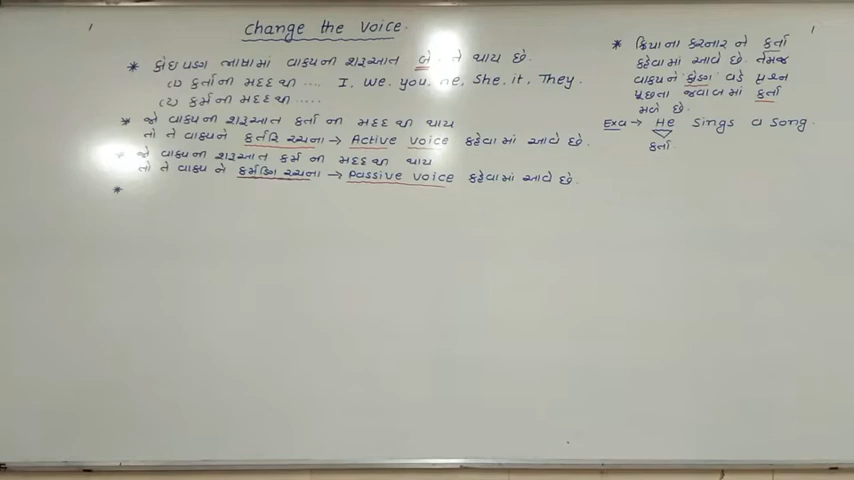 Change the Voice.
* કોઇપણ ભાષામાં વાક્યની શરૂઆત બે તે થાય છે.
(1) કર્તાની મદદથી .... I, We, you, He, She, it, They.
(2) કર્મની મદદથી .....
* જો વાક્યની શરૂઆત કર્તા ની મદદથી થાય
તો તે વાક્યને કર્તરિ રચના → Active voice કહેવામાં આવે છે.
* જો વાક્યની શરૂઆત કર્મ ની મદદથી થાય
તો તે વાક્ય ને કર્મણિ રચના → Passive voice કહેવામાં આવે છે.
*
* ક્રિયાના કરનાર ને કર્તા
કહેવામાં આવે છે. તેમજ
વાક્યને કોણ વડે પ્રશ્ન
પૂછતા જવાબમાં કર્તા
મળે છે.
Exa → He sings a song.
કર્તા